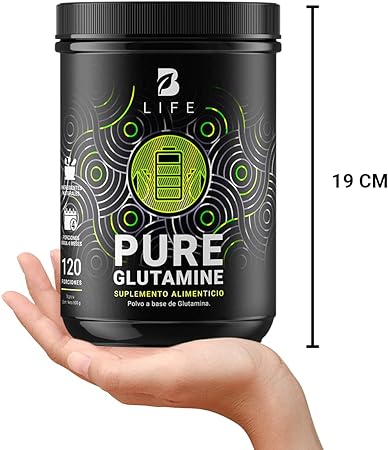 B
LIFE
PURE
GLUTAMINE
SUPLEMENTO ALIMENTICIO
Polvo a base de Glutamina.
120
PORCIONES
19 CM